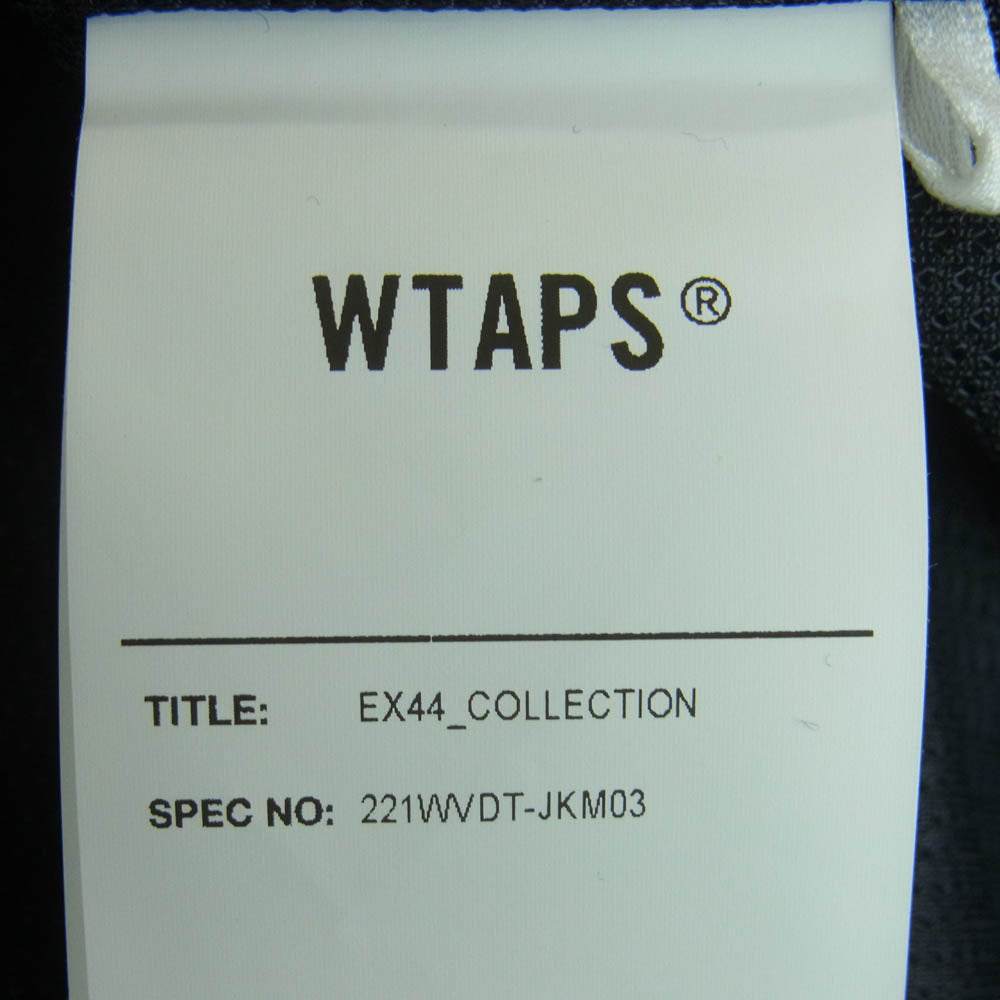 WTAPS®
TITLE: EX44_COLLECTION
SPEC NO: 221WVDT-JKM03